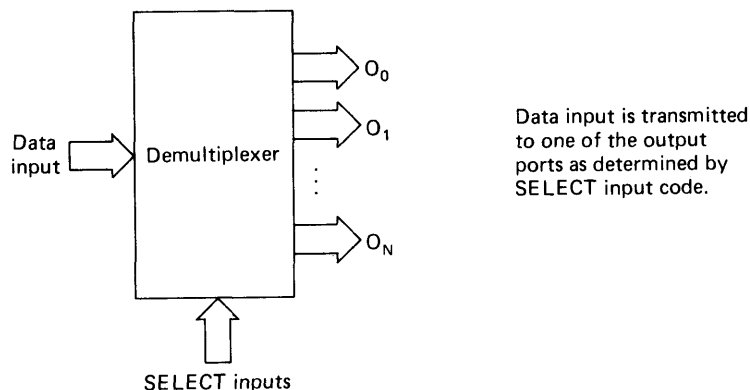 O₀
O₁
Data
input
Demultiplexer
Data input is transmitted
to one of the output
ports as determined by
SELECT input code.
O_N
SELECT inputs